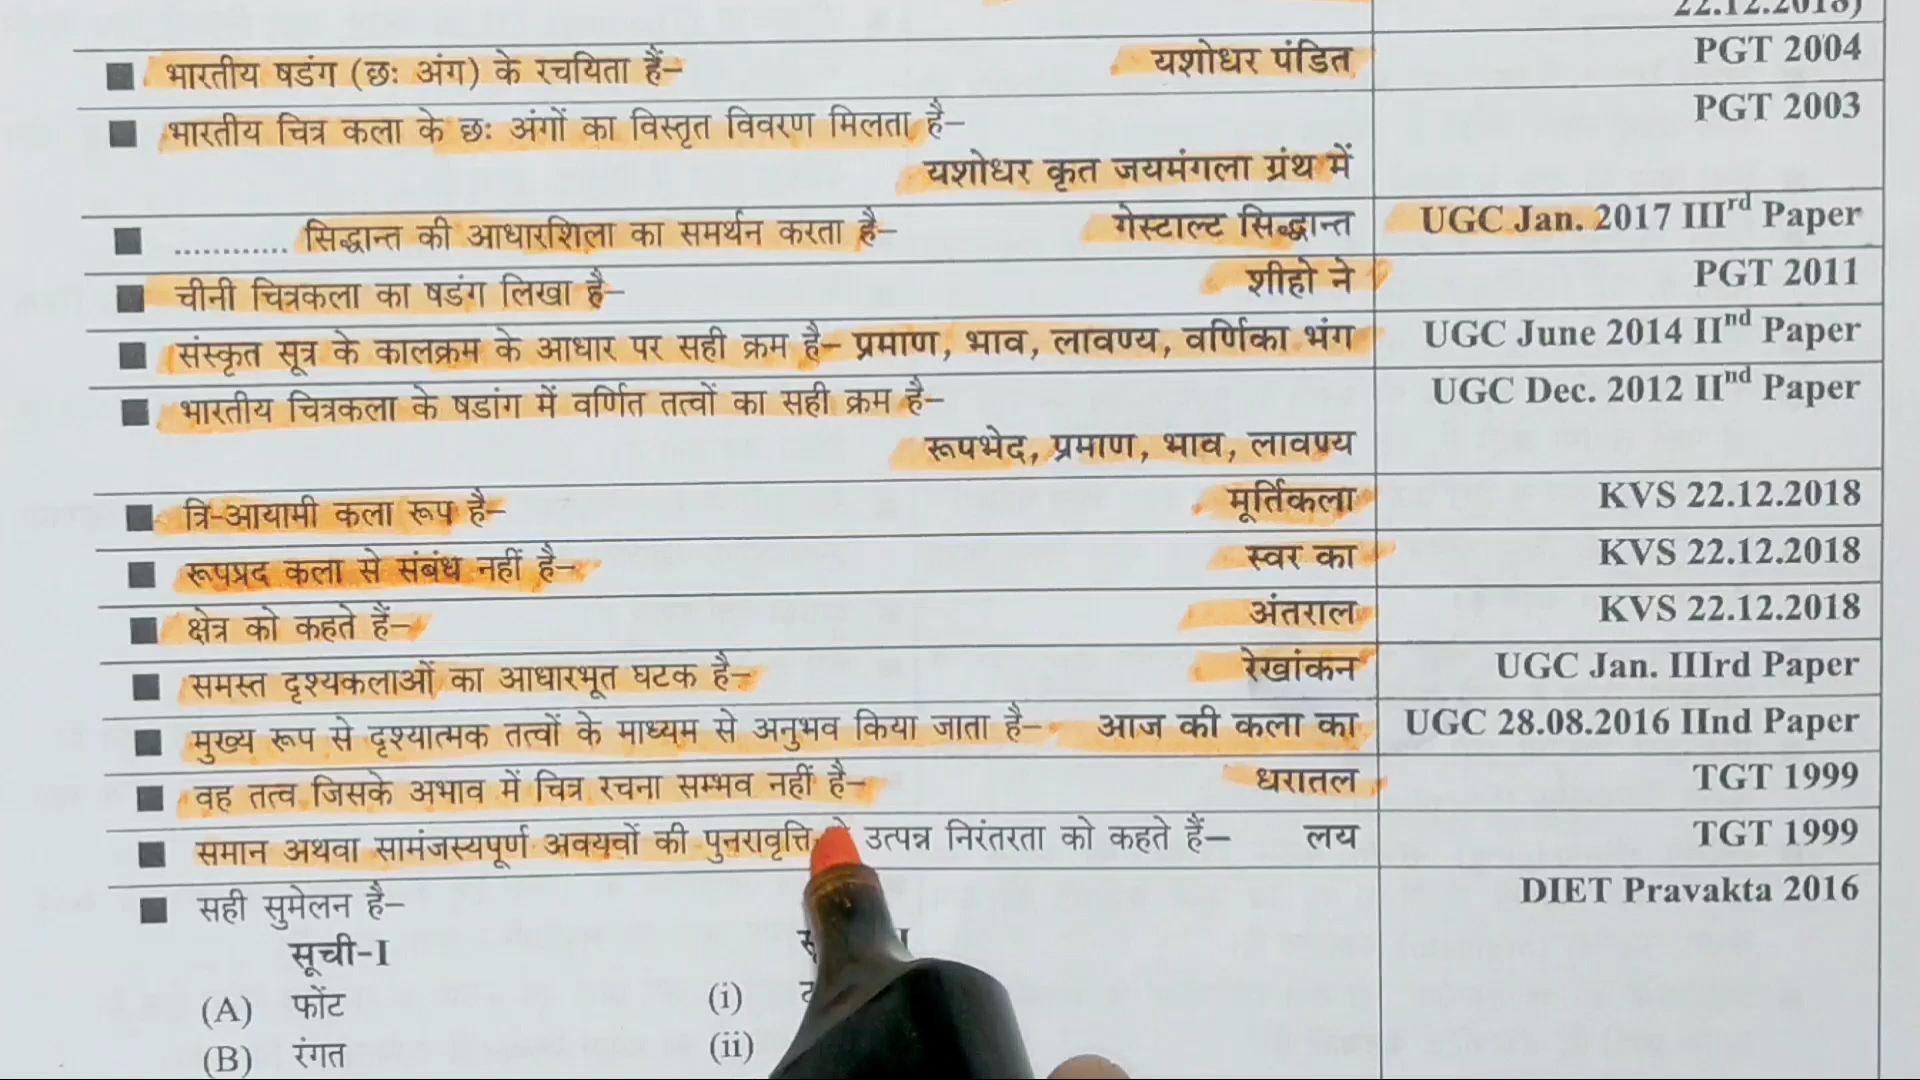 22.12.2018)
■ भारतीय षडंग (छः अंग) के रचयिता हैं– यशोधर पंडित PGT 2004
■ भारतीय चित्र कला के छः अंगों का विस्तृत विवरण मिलता है– PGT 2003
यशोधर कृत जयमंगला ग्रंथ में
■ ............ सिद्धान्त की आधारशिला का समर्थन करता है– गेस्टाल्ट सिद्धान्त UGC Jan. 2017 IIIrd Paper
■ चीनी चित्रकला का षडंग लिखा है– शीहो ने PGT 2011
■ संस्कृत सूत्र के कालक्रम के आधार पर सही क्रम है– प्रमाण, भाव, लावण्य, वर्णिका भंग UGC June 2014 IInd Paper
■ भारतीय चित्रकला के षडांग में वर्णित तत्वों का सही क्रम है– UGC Dec. 2012 IInd Paper
रूपभेद, प्रमाण, भाव, लावण्य
■ त्रि-आयामी कला रूप है– मूर्तिकला KVS 22.12.2018
■ रूपप्रद कला से संबंध नहीं है– स्वर का KVS 22.12.2018
■ क्षेत्र को कहते हैं– अंतराल KVS 22.12.2018
■ समस्त दृश्यकलाओं का आधारभूत घटक है– रेखांकन UGC Jan. IIIrd Paper
■ मुख्य रूप से दृश्यात्मक तत्वों के माध्यम से अनुभव किया जाता है– आज की कला का UGC 28.08.2016 IInd Paper
■ वह तत्व जिसके अभाव में चित्र रचना सम्भव नहीं है– धरातल TGT 1999
■ समान अथवा सामंजस्यपूर्ण अवयवों की पुनरावृत्ति उत्पन्न निरंतरता को कहते हैं– लय TGT 1999
■ सही सुमेलन है– DIET Pravakta 2016
सूची-I
(A) फोंट (i)
(B) रंगत (ii)